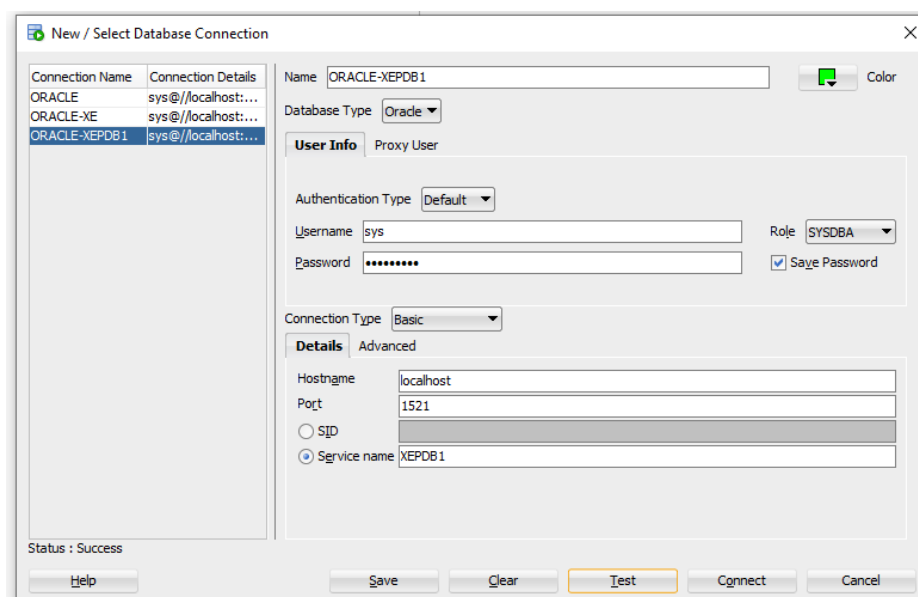 New / Select Database Connection
Connection Name Connection Details
ORACLE sys@//localhost:...
ORACLE-XE sys@//localhost:...
ORACLE-XEPDB1 sys@//localhost:...
Name ORACLE-XEPDB1 Color
Database Type Oracle
User Info Proxy User
Authentication Type Default
Username sys Role SYSDBA
Password ••••••••• Save Password
Connection Type Basic
Details Advanced
Hostname localhost
Port 1521
SID
Service name XEPDB1
Status : Success
Help Save Clear Test Connect Cancel